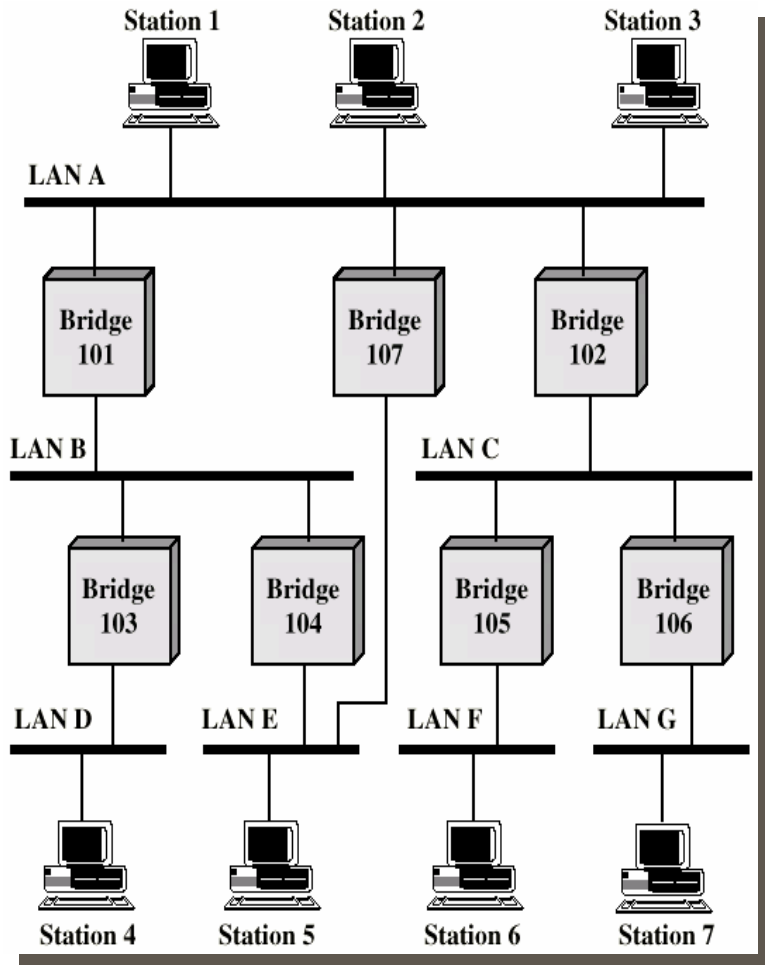 Station 1
Station 2
Station 3
LAN A
Bridge
101
Bridge
107
Bridge
102
LAN B
LAN C
Bridge
103
Bridge
104
Bridge
105
Bridge
106
LAN D
LAN E
LAN F
LAN G
Station 4
Station 5
Station 6
Station 7